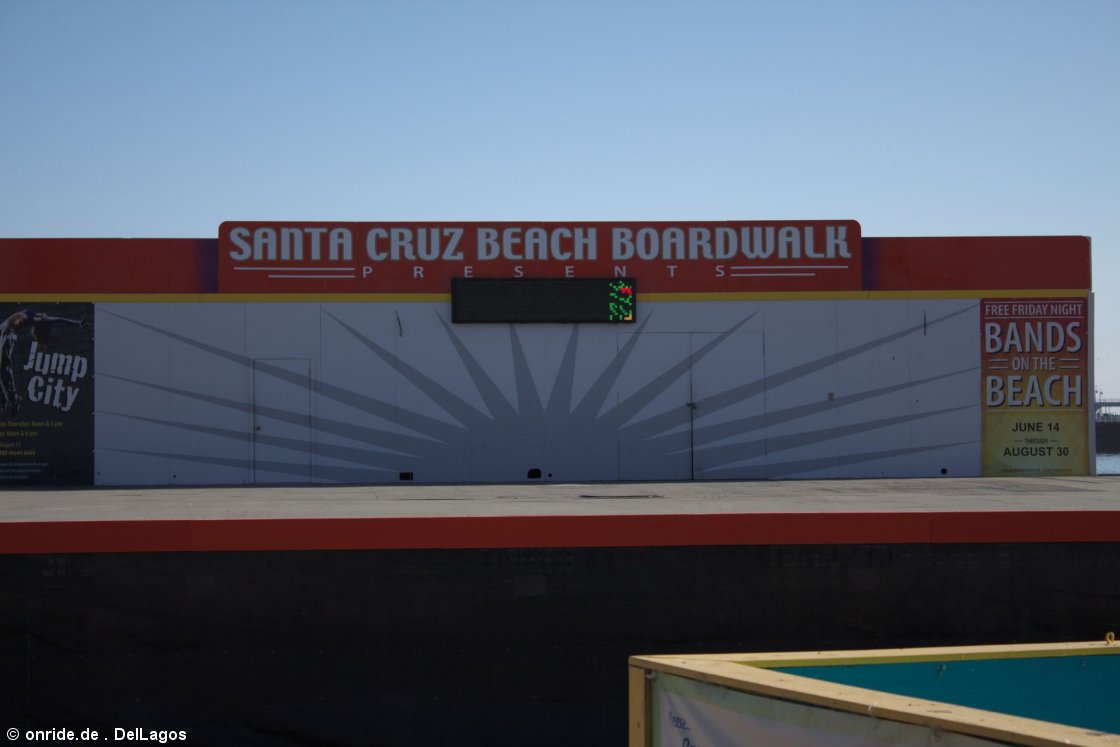 SANTA CRUZ BEACH BOARDWALK
PRESENTS
Jump
City
FREE FRIDAY NIGHT
BANDS
ON THE
BEACH
JUNE 14
THROUGH
AUGUST 30
© onride.de . DelLagos